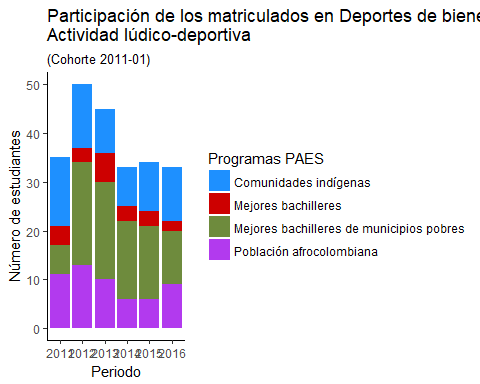 Participación de los matriculados en Deportes de
Actividad lúdico-deportiva
(Cohorte 2011-01)
Número de estudiantes
50
40
30
20
10
0
2011 2012 2013 2014 2015 2016
Periodo
Programas PAES
Comunidades indígenas
Mejores bachilleres
Mejores bachilleres de municipios pobres
Población afrocolombiana